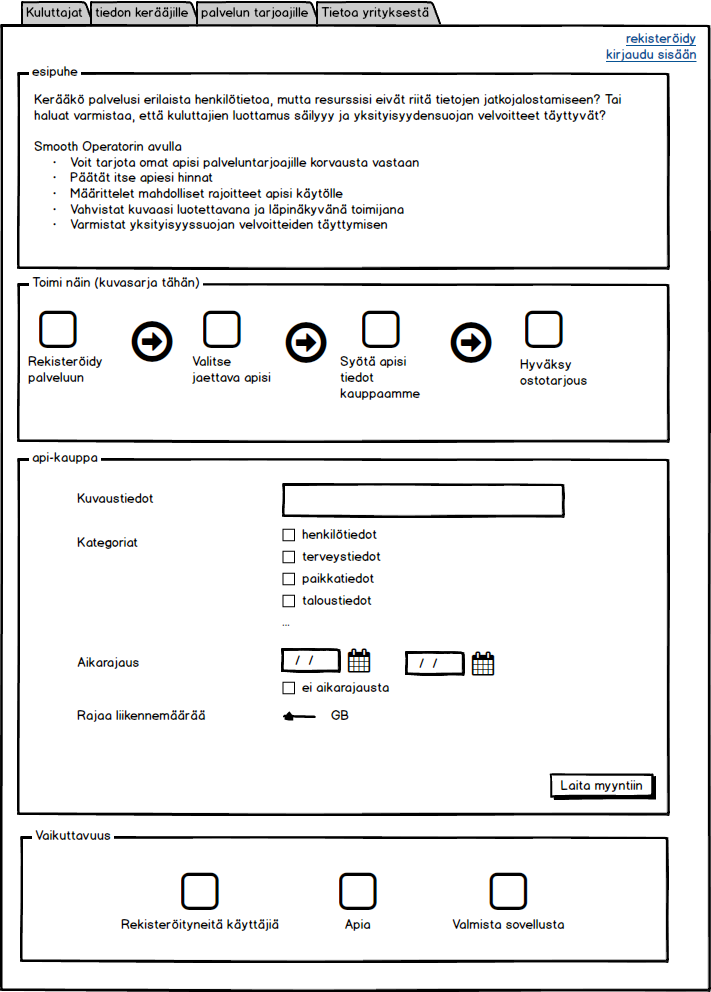 Kuluttajat tiedon kerääjille palvelun tarjoajille Tietoa yrityksestä
rekisteröidy
kirjaudu sisään
esipuhe
Kerääkö palvelusi erilaista henkilötietoa, mutta resurssisi eivät riitä tietojen jatkojalostamiseen? Tai
haluat varmistaa, että kuluttajien luottamus säilyy ja yksityisyydensuojan velvoitteet täyttyvät?
Smooth Operatorin avulla
· Voit tarjota omat apisi palveluntarjoajille korvausta vastaan
· Päätät itse apiesi hinnat
· Määrittelet mahdolliset rajoitteet apisi käytölle
· Vahvistat kuvaasi luotettavana ja läpinäkyvänä toimijana
· Varmistat yksityisyyssuojan velvoitteiden täyttymisen
Toimi näin (kuvasarja tähän)
Rekisteröidy
palveluun
Valitse
jaettava apisi
Syötä apisi
tiedot
kauppaamme
Hyväksy
ostotarjous
api-kauppa
Kuvaustiedot
Kategoriat
henkilötiedot
terveystiedot
paikkatiedot
taloustiedot
...
Aikarajaus / / / /
ei aikarajausta
Rajaa liikennemäärää GB
Laita myyntiin
Vaikuttavuus
Rekisteröityneitä käyttäjiä Apia Valmista sovellusta